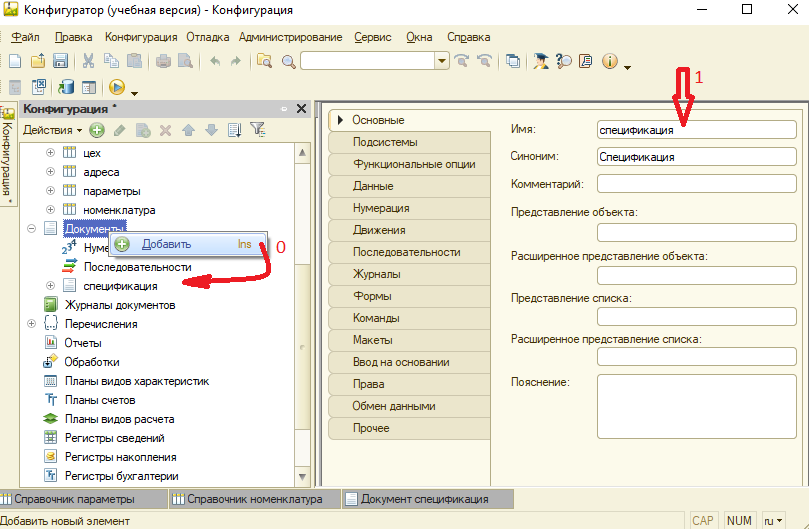 Конфигуратор (учебная версия) - Конфигурация
Файл Правка Конфигурация Отладка Администрирование Сервис Окна Справка
Конфигурация *
Действия
Конфигурация *
цех
адреса
параметры
номенклатура
Документы
Добавить Ins
0
Последовательности
спецификация
Журналы документов
Перечисления
Отчеты
Обработки
Планы видов характеристик
Планы счетов
Планы видов расчета
Регистры сведений
Регистры накопления
Регистры бухгалтерии
Основные
Подсистемы
Функциональные опции
Данные
Нумерация
Движения
Последовательности
Журналы
Формы
Команды
Макеты
Ввод на основании
Права
Обмен данными
Прочее
1
Имя: спецификация
Синоним: Спецификация
Комментарий:
Представление объекта:
Расширенное представление объекта:
Представление списка:
Расширенное представление списка:
Пояснение:
Справочник параметры Справочник номенклатура Документ спецификация
Добавить новый элемент CAP NUM ru